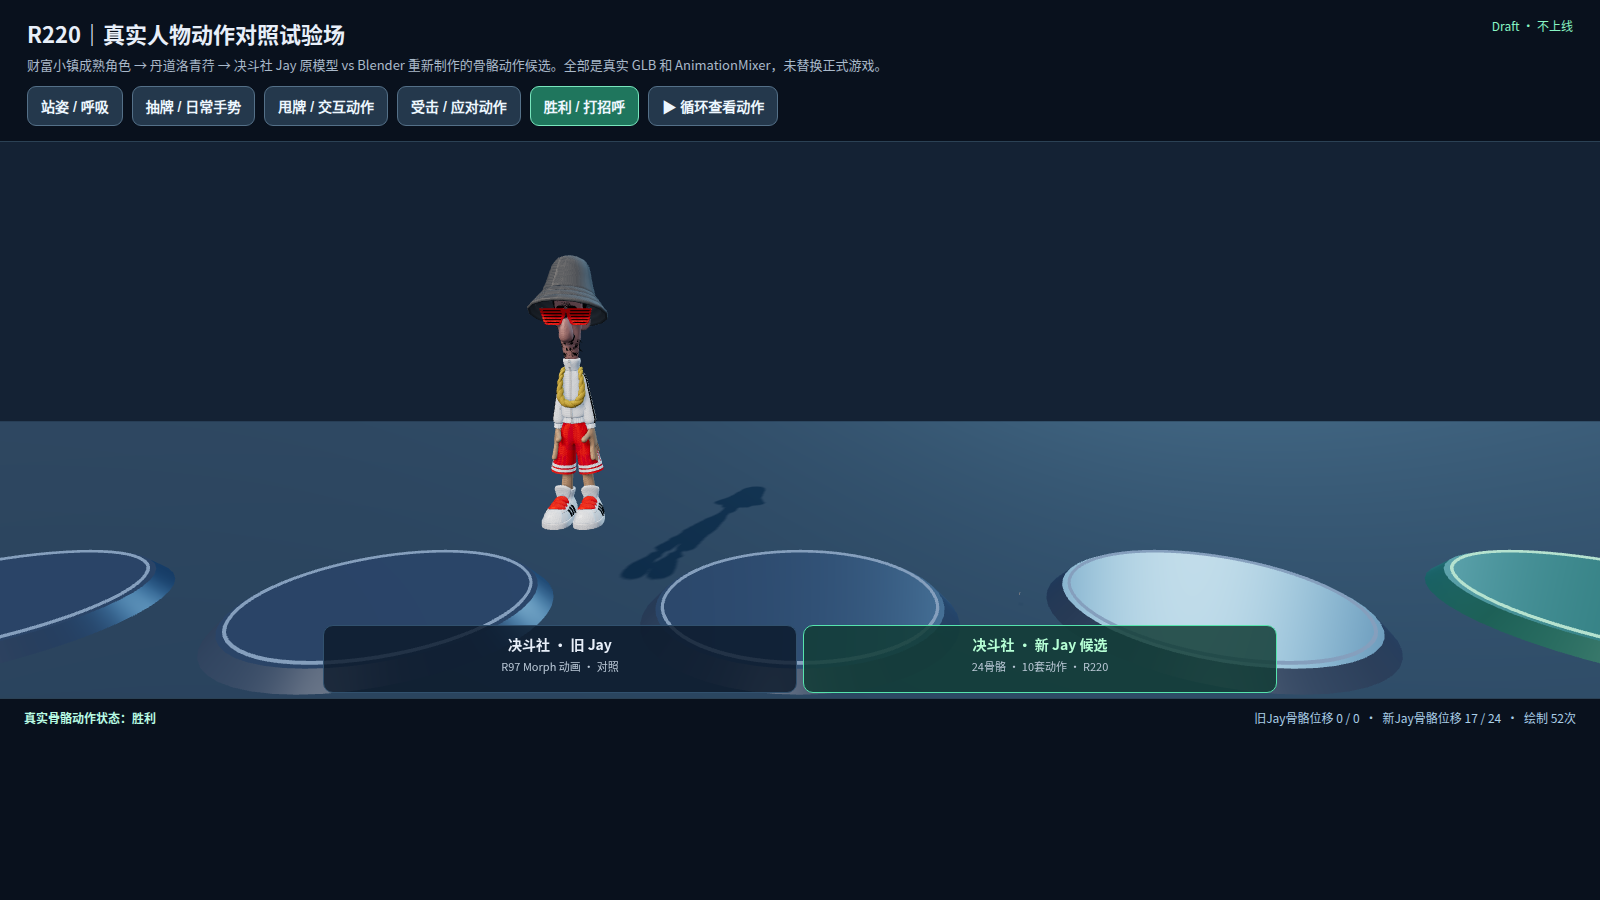 R220｜真实人物动作对照试验场
Draft · 不上线
财富小镇成熟角色 → 丹道洛青荇 → 决斗社 Jay 原模型 vs Blender 重新制作的骨骼动作候选。全部是真实 GLB 和 AnimationMixer，未替换正式游戏。
站姿 / 呼吸
抽牌 / 日常手势
甩牌 / 交互动作
受击 / 应对动作
胜利 / 打招呼
▶ 循环查看动作
决斗社 · 旧 Jay
R97 Morph 动画 · 对照
决斗社 · 新 Jay 候选
24骨骼 · 10套动作 · R220
真实骨骼动作状态：胜利
旧Jay骨骼位移 0 / 0 · 新Jay骨骼位移 17 / 24 · 绘制 52次